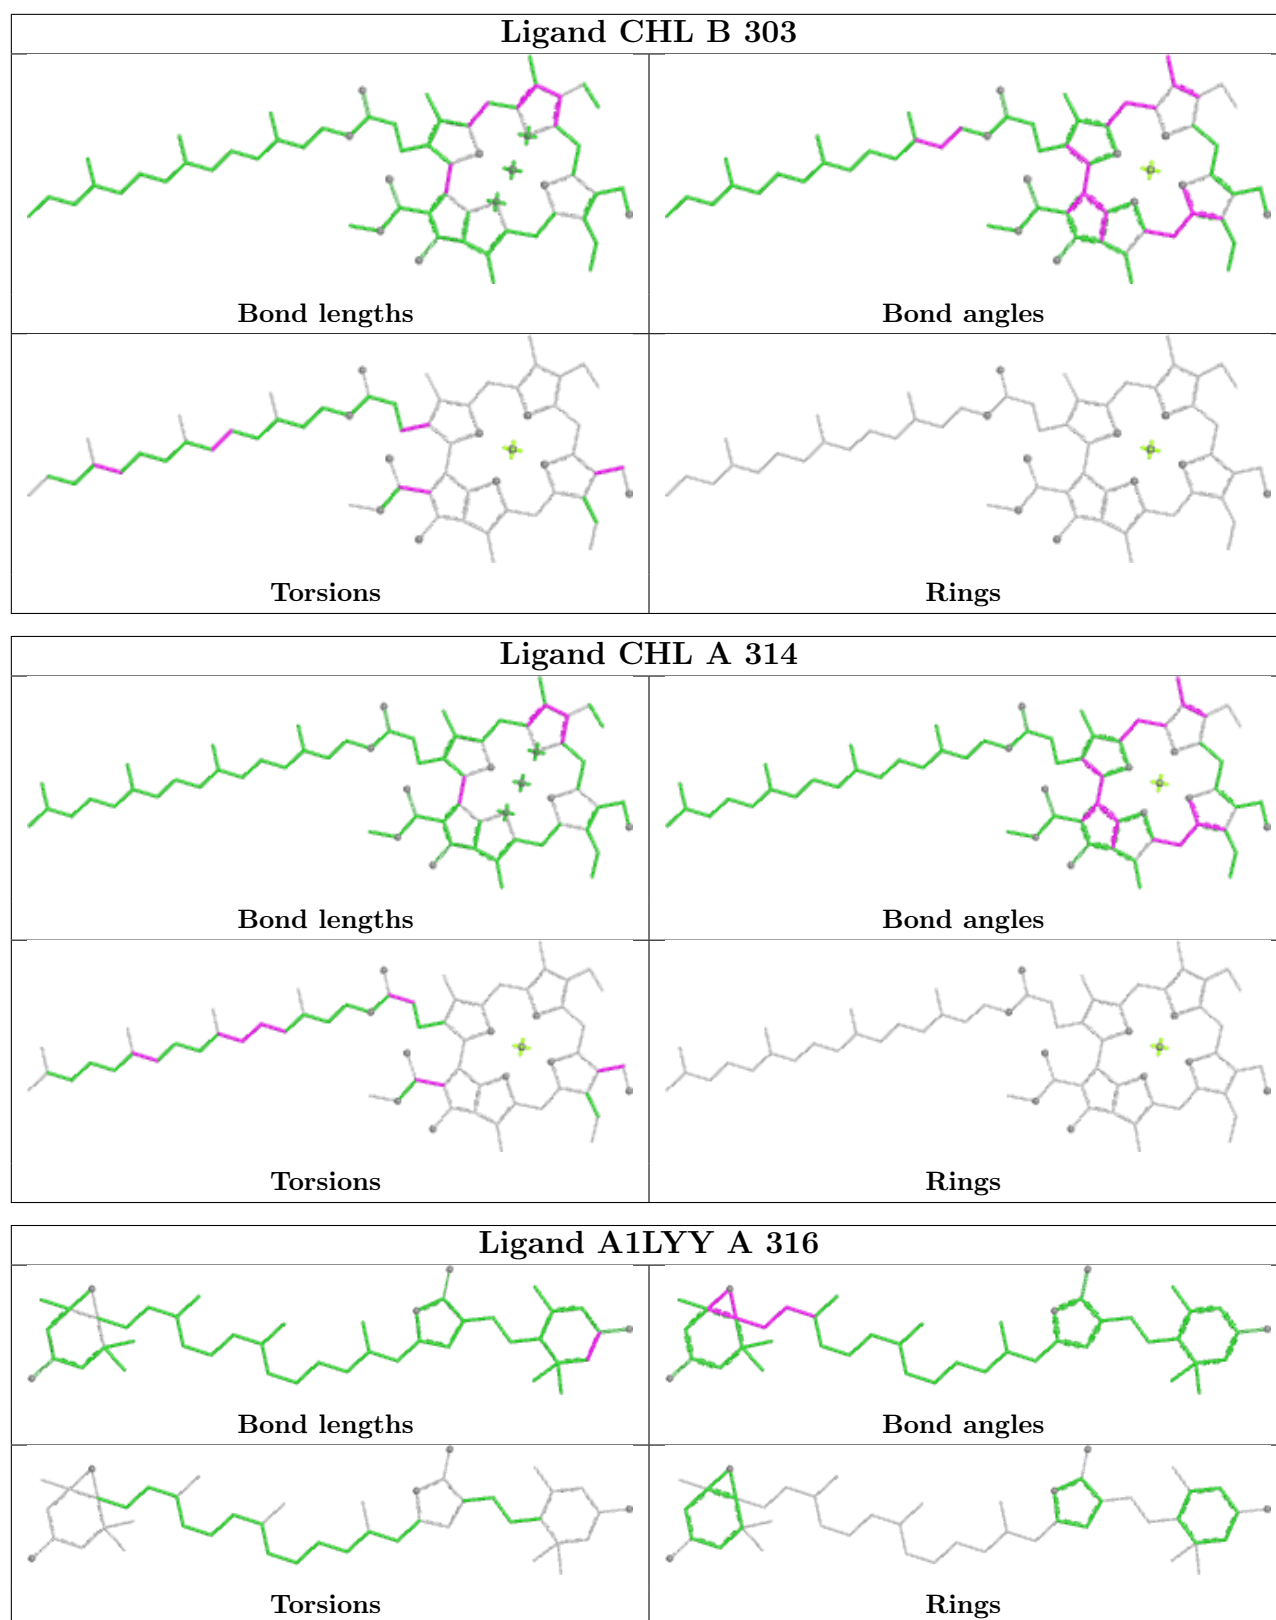 Ligand CHL B 303
Bond lengths
Bond angles
Torsions
Rings
Ligand CHL A 314
Bond lengths
Bond angles
Torsions
Rings
Ligand A1LYY A 316
Bond lengths
Bond angles
Torsions
Rings